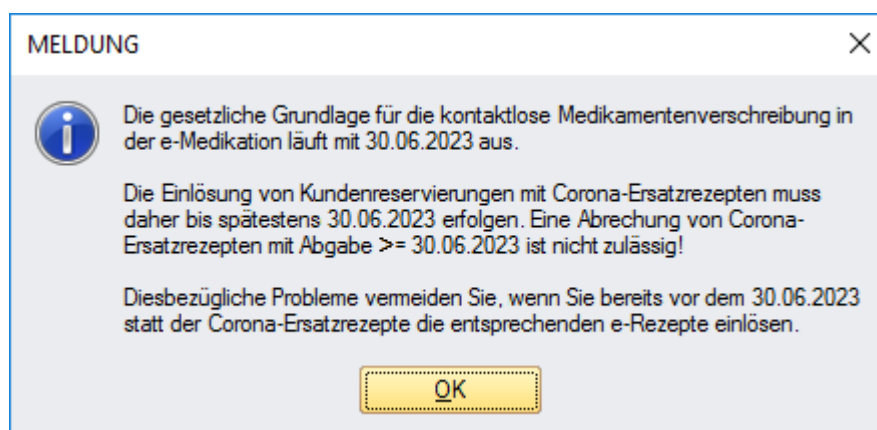 MELDUNG
Die gesetzliche Grundlage für die kontaktlose Medikamentenverschreibung in
der e-Medikation läuft mit 30.06.2023 aus.
Die Einlösung von Kundenreservierungen mit Corona-Ersatzrezepten muss
daher bis spätestens 30.06.2023 erfolgen. Eine Abrechung von Corona-
Ersatzrezepten mit Abgabe >= 30.06.2023 ist nicht zulässig!
Diesbezügliche Probleme vermeiden Sie, wenn Sie bereits vor dem 30.06.2023
statt der Corona-Ersatzrezepte die entsprechenden e-Rezepte einlösen.
OK